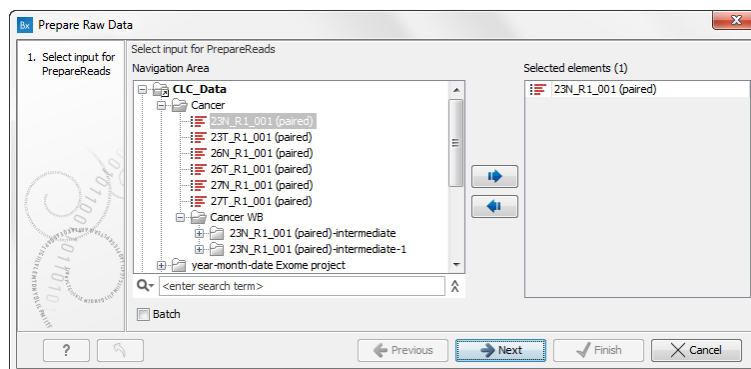 Bx Prepare Raw Data
1. Select input for
PrepareReads
Select input for PrepareReads
Navigation Area
CLC_Data
Cancer
23N_R1_001 (paired)
23T_R1_001 (paired)
26N_R1_001 (paired)
26T_R1_001 (paired)
27N_R1_001 (paired)
27T_R1_001 (paired)
Cancer WB
23N_R1_001 (paired)-intermediate
23N_R1_001 (paired)-intermediate-1
year-month-date Exome project
<enter search term>
Batch
Selected elements (1)
23N_R1_001 (paired)
?
Previous
Next
Finish
Cancel